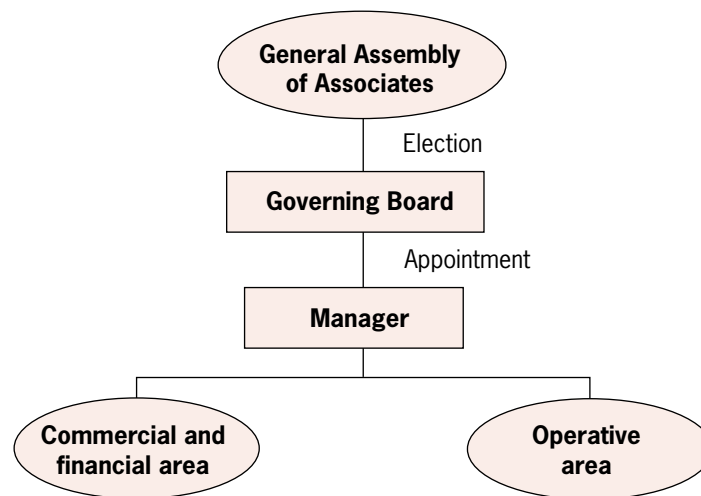 General Assembly
of Associates
Election
Governing Board
Appointment
Manager
Commercial and
financial area
Operative
area